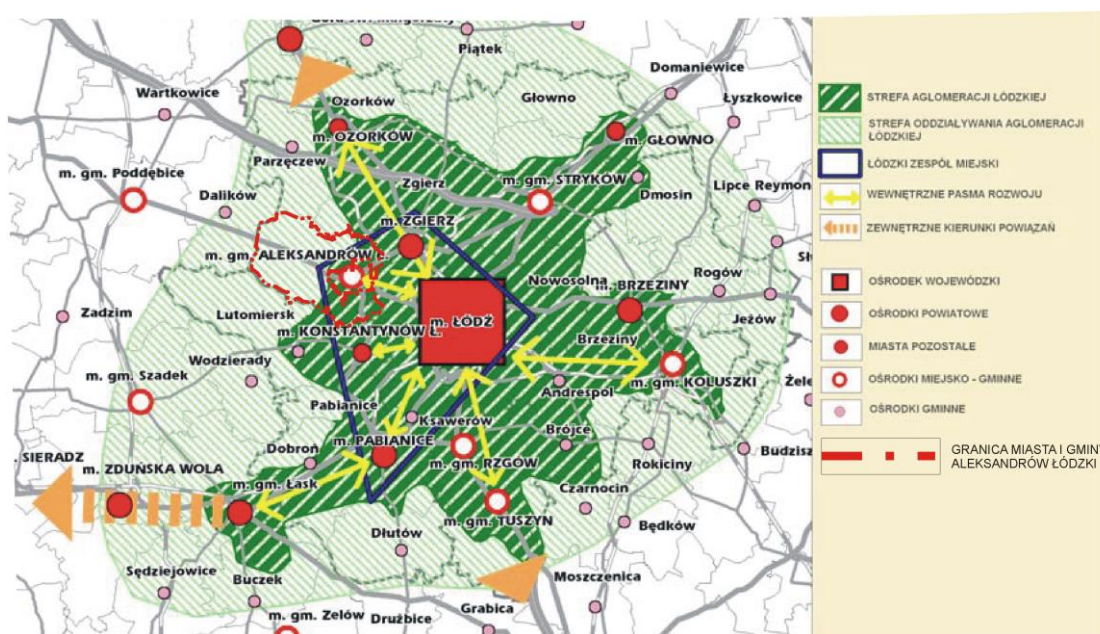 Piątek
Domaniewice
Wartkowice
Głowno
Łyszkowice
Ozorków
m. OZORKÓW
m. GŁOWNO
Parzęczew
m. gm. Poddębice
Zgierz
m. gm. STRYKÓW
Dmosin
Lipce Reymon
Dalików
m. ZGIERZ
m. gm. ALEKSANDRÓW Ł.
Nowosolna
m. BRZEZINY
Rogów
Zadzim
Lutomiersk
m. ŁÓDŹ
Jeżów
m. KONSTANTYNÓW Ł.
Wodzierady
Brzeziny
m. gm. Szadek
m. gm. KOLUSZKI
Andrespol
Pabianice
Ksawerów
Dobroń
m. PABIANICE
Brójce
Budzisz
SIERADZ
m. ZDUŃSKA WOLA
m. gm. RZGÓW
Rokiciny
m. gm. Łask
Czarnocin
m. gm. TUSZYN
Będków
Dłutów
Sędziejowice
Buczek
Moszczenica
Grabica
m. gm. Zelów
Drużbice
STREFA AGLOMERACJI ŁÓDZKIEJ
STREFA ODDZIAŁYWANIA AGLOMERACJI
ŁÓDZKIEJ
ŁÓDZKI ZESPÓŁ MIEJSKI
WEWNĘTRZNE PASMA ROZWOJU
ZEWNĘTRZNE KIERUNKI POWIĄZAŃ
OŚRODEK WOJEWÓDZKI
OŚRODKI POWIATOWE
MIASTA POZOSTAŁE
OŚRODKI MIEJSKO - GMINNE
OŚRODKI GMINNE
GRANICA MIASTA I GMIN
ALEKSANDRÓW ŁÓDZKI